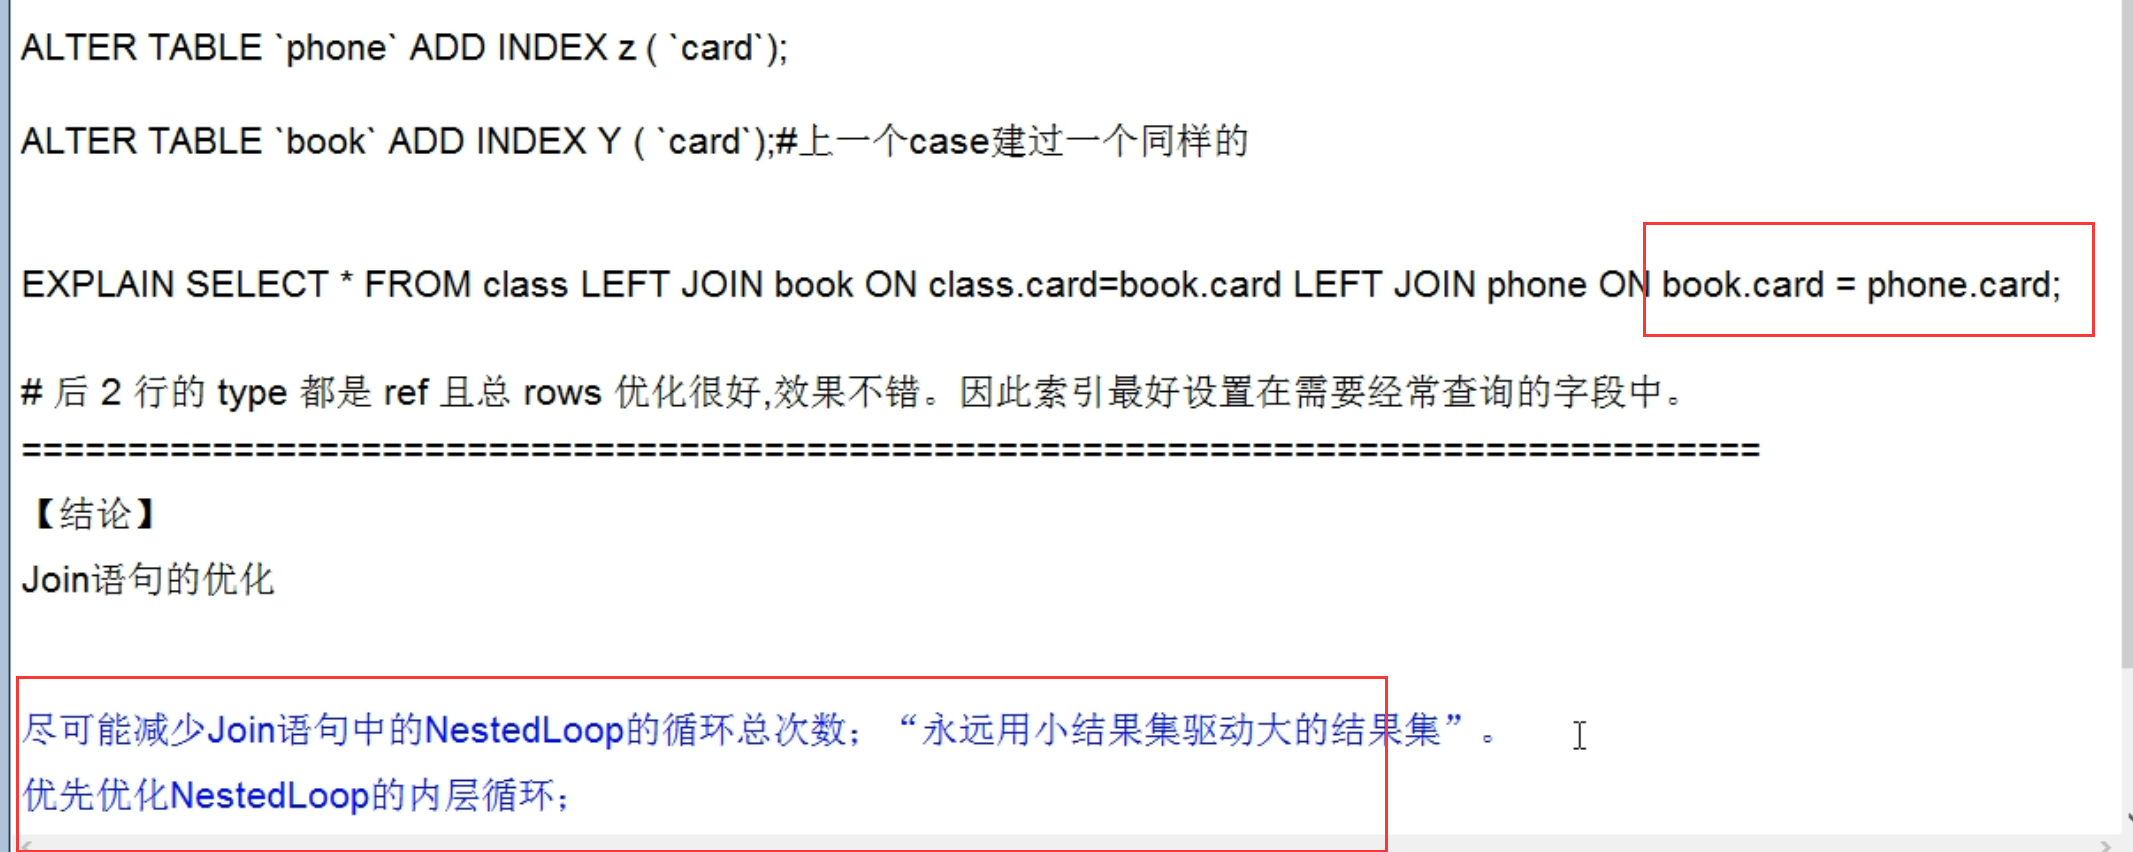 ALTER TABLE `phone` ADD INDEX z ( `card`);
ALTER TABLE `book` ADD INDEX Y ( `card`);#上一个case建过一个同样的
EXPLAIN SELECT * FROM class LEFT JOIN book ON class.card=book.card LEFT JOIN phone ON book.card = phone.card;
# 后 2 行的 type 都是 ref 且总 rows 优化很好,效果不错。因此索引最好设置在需要经常查询的字段中。
==================================================================================
【结论】
Join语句的优化
尽可能减少Join语句中的NestedLoop的循环总次数；“永远用小结果集驱动大的结果集”。
优先优化NestedLoop的内层循环；